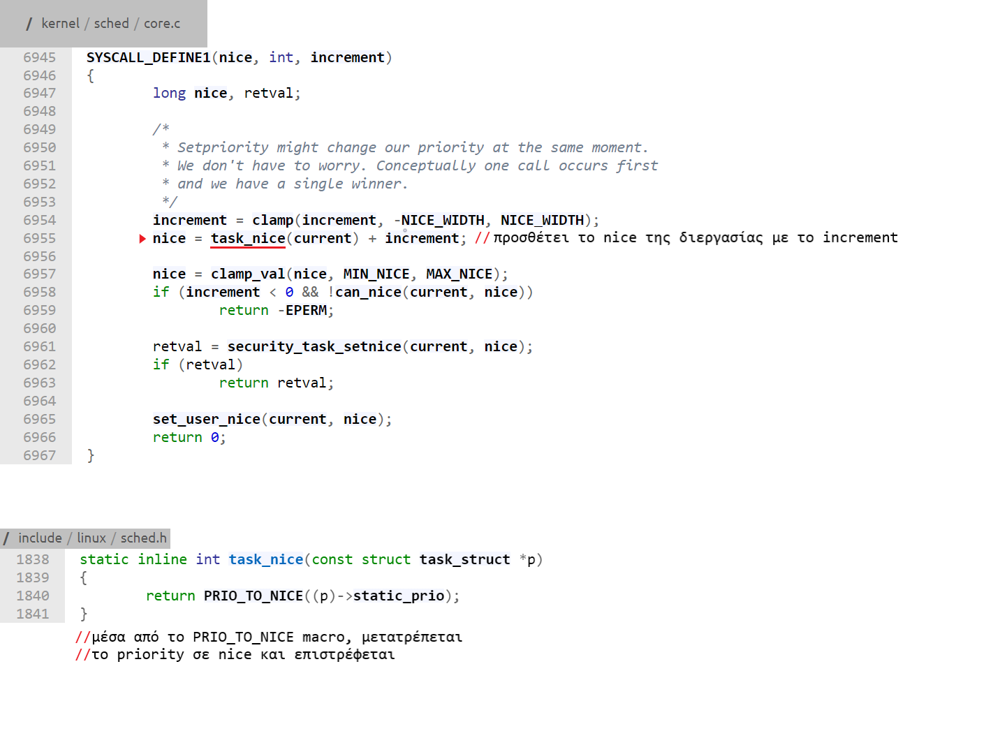 / kernel / sched / core.c
6945 SYSCALL_DEFINE1(nice, int, increment)
6946 {
6947 long nice, retval;
6948
6949 /*
6950 * Setpriority might change our priority at the same moment.
6951 * We don't have to worry. Conceptually one call occurs first
6952 * and we have a single winner.
6953 */
6954 increment = clamp(increment, -NICE_WIDTH, NICE_WIDTH);
6955 nice = task_nice(current) + increment; //προσθέτει το nice της διεργασίας με το increment
6956
6957 nice = clamp_val(nice, MIN_NICE, MAX_NICE);
6958 if (increment < 0 && !can_nice(current, nice))
6959 return -EPERM;
6960
6961 retval = security_task_setnice(current, nice);
6962 if (retval)
6963 return retval;
6964
6965 set_user_nice(current, nice);
6966 return 0;
6967 }
/ include / linux / sched.h
1838 static inline int task_nice(const struct task_struct *p)
1839 {
1840 return PRIO_TO_NICE((p)->static_prio);
1841 }
//μέσα από το PRIO_TO_NICE macro, μετατρέπεται
//το priority σε nice και επιστρέφεται